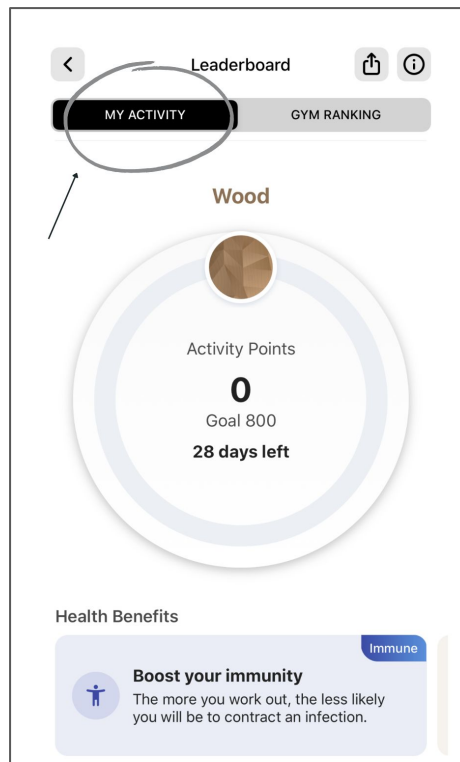 Leaderboard
MY ACTIVITY
GYM RANKING
Wood
Activity Points
0
Goal 800
28 days left
Health Benefits
Immune
Boost your immunity
The more you work out, the less likely
you will be to contract an infection.